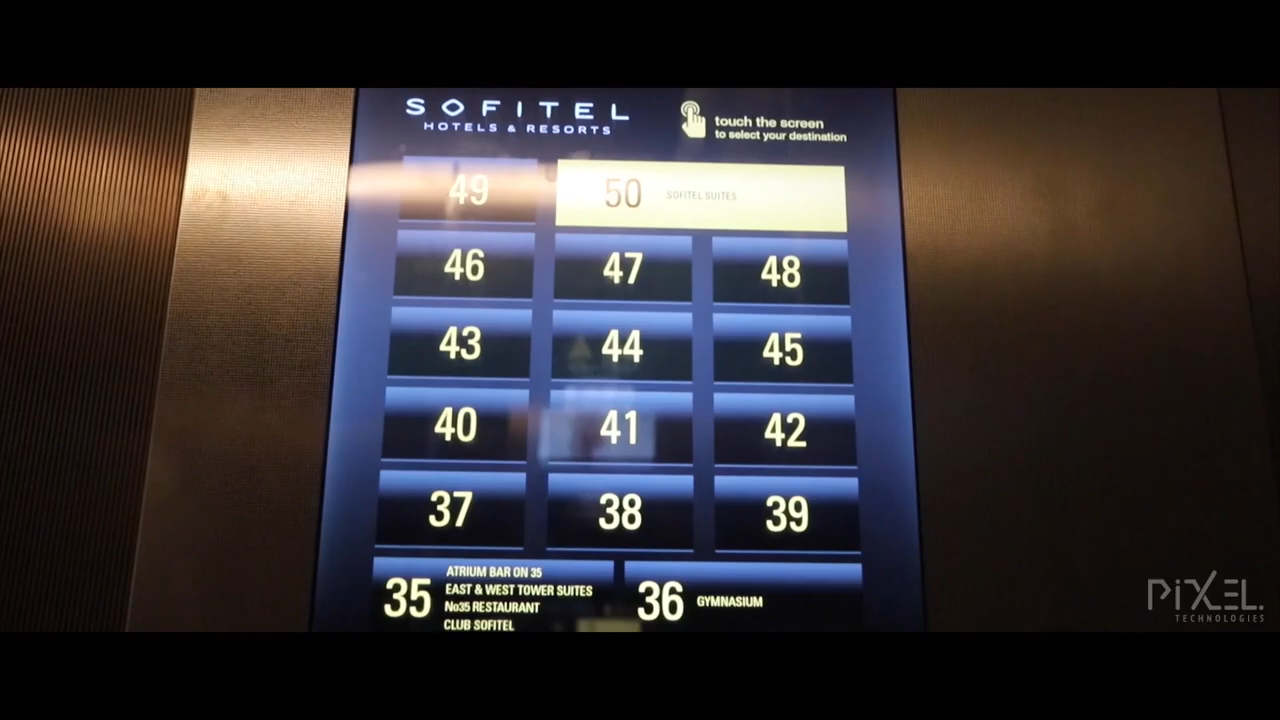 SOFITEL
HOTELS & RESORTS
touch the screen
to select your destination
49
50 SOFITEL SUITES
46 47 48
43 44 45
40 41 42
37 38 39
35
ATRIUM BAR ON 35
EAST & WEST TOWER SUITES
No35 RESTAURANT
CLUB SOFITEL
36 GYMNASIUM
PIXEL.
TECHNOLOGIES